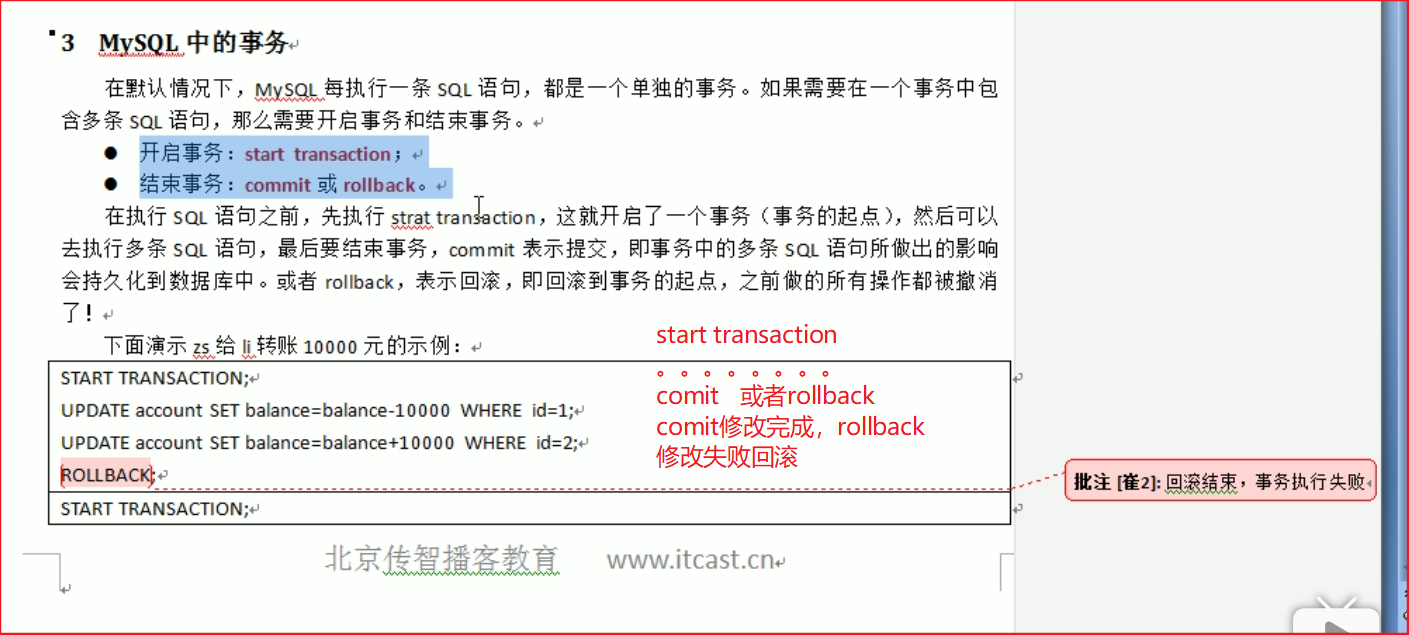 3 MySQL 中的事务
在默认情况下，MySQL 每执行一条 SQL 语句，都是一个单独的事务。如果需要在一个事务中包
含多条 SQL 语句，那么需要开启事务和结束事务。
● 开启事务：start transaction；
● 结束事务：commit 或 rollback。
在执行 SQL 语句之前，先执行 strat transaction，这就开启了一个事务（事务的起点），然后可以
去执行多条 SQL 语句，最后要结束事务，commit 表示提交，即事务中的多条 SQL 语句所做出的影响
会持久化到数据库中。或者 rollback，表示回滚，即回滚到事务的起点，之前做的所有操作都被撤消
了！
下面演示 zs 给 li 转账 10000 元的示例：
START TRANSACTION;
UPDATE account SET balance=balance-10000 WHERE id=1;
UPDATE account SET balance=balance+10000 WHERE id=2;
ROLLBACK;
START TRANSACTION;
start transaction
。。。。。。。。
comit 或者rollback
comit修改完成，rollback
修改失败回滚
批注 [崔2]: 回滚结束，事务执行失败
北京传智播客教育 www.itcast.cn